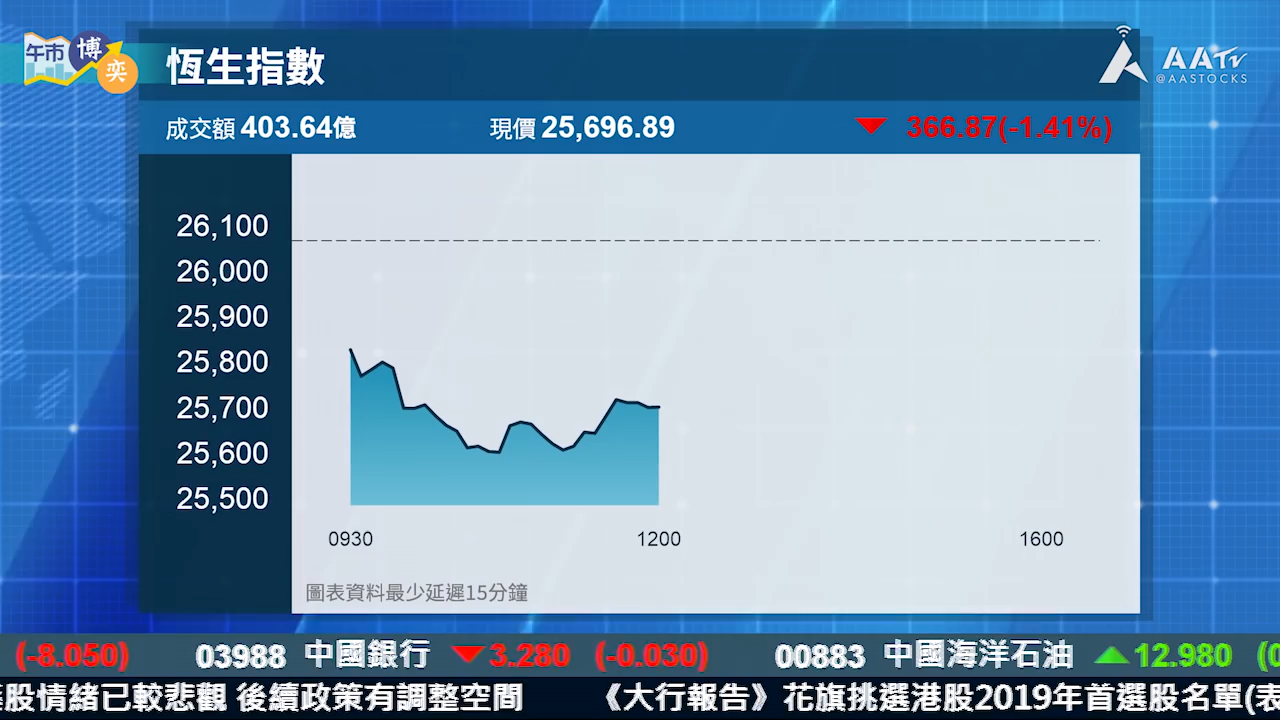 午市 博弈
恆生指數
AATV
@AASTOCKS
成交額 403.64億 現價 25,696.89 ▼ 366.87(-1.41%)
26,100
26,000
25,900
25,800
25,700
25,600
25,500
0930 1200 1600
圖表資料最少延遲15分鐘
(-8.050) 03988 中國銀行 ▼3.280 (-0.030) 00883 中國海洋石油 ▲12.980 (0
股情緒已較悲觀 後續政策有調整空間 《大行報告》花旗挑選港股2019年首選股名單(表